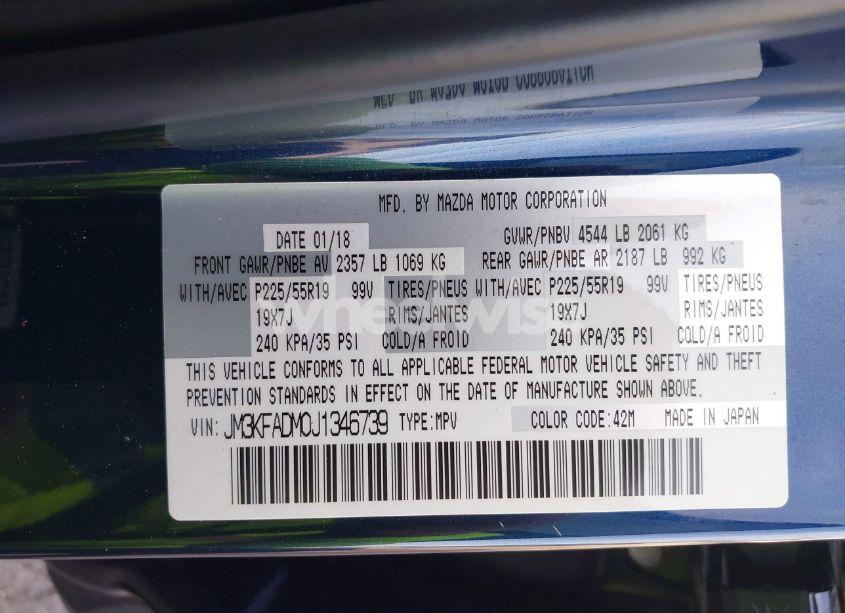 MFD. BY MAZDA MOTOR CORPORATION
MFD. BY MAZDA MOTOR CORPORATION
DATE 01/18 GVWR/PNBV 4544 LB 2061 KG
FRONT GAWR/PNBE AV 2357 LB 1069 KG REAR GAWR/PNBE AR 2187 LB 992 KG
WITH/AVEC P225/55R19 99V TIRES/PNEUS WITH/AVEC P225/55R19 99V TIRES/PNEUS
19X7J RIMS/JANTES 19X7J RIMS/JANTES
240 KPA/35 PSI COLD/A FROID 240 KPA/35 PSI COLD/A FROID
THIS VEHICLE CONFORMS TO ALL APPLICABLE FEDERAL MOTOR VEHICLE SAFETY AND THEFT
PREVENTION STANDARDS IN EFFECT ON THE DATE OF MANUFACTURE SHOWN ABOVE.
VIN: JM3KFADM0J1346739 TYPE:MPV COLOR CODE:42M MADE IN JAPAN